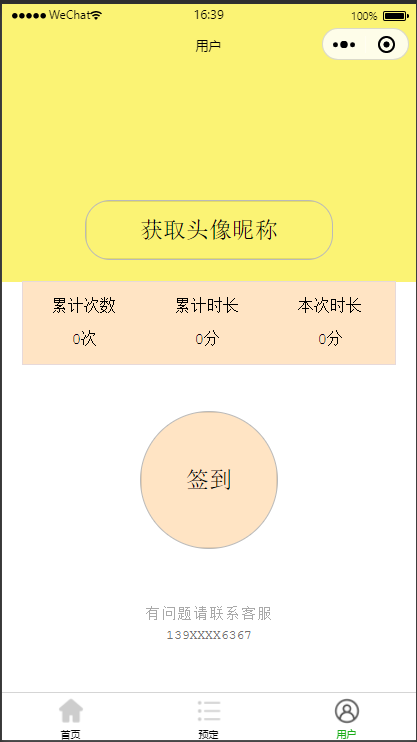 WeChat 16:39 100%
用户
获取头像昵称
累计次数 累计时长 本次时长
0次 0分 0分
签到
有问题请联系客服
139XXXX6367
首页 预定 用户